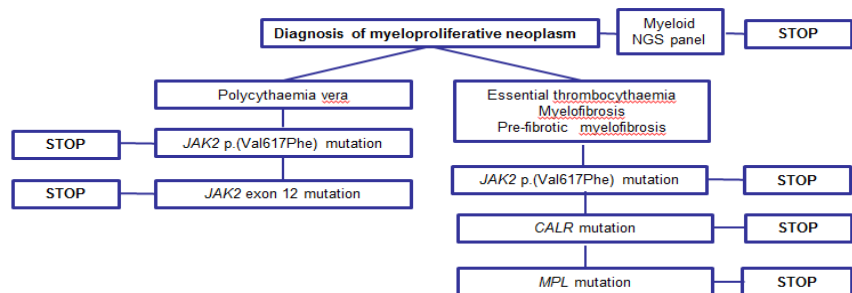 Diagnosis of myeloproliferative neoplasm
Myeloid
NGS panel
STOP
Polycythaemia vera
Essential thrombocythaemia
Myelofibrosis
Pre-fibrotic myelofibrosis
STOP
JAK2 p.(Val617Phe) mutation
STOP
JAK2 exon 12 mutation
JAK2 p.(Val617Phe) mutation
STOP
CALR mutation
STOP
MPL mutation
STOP